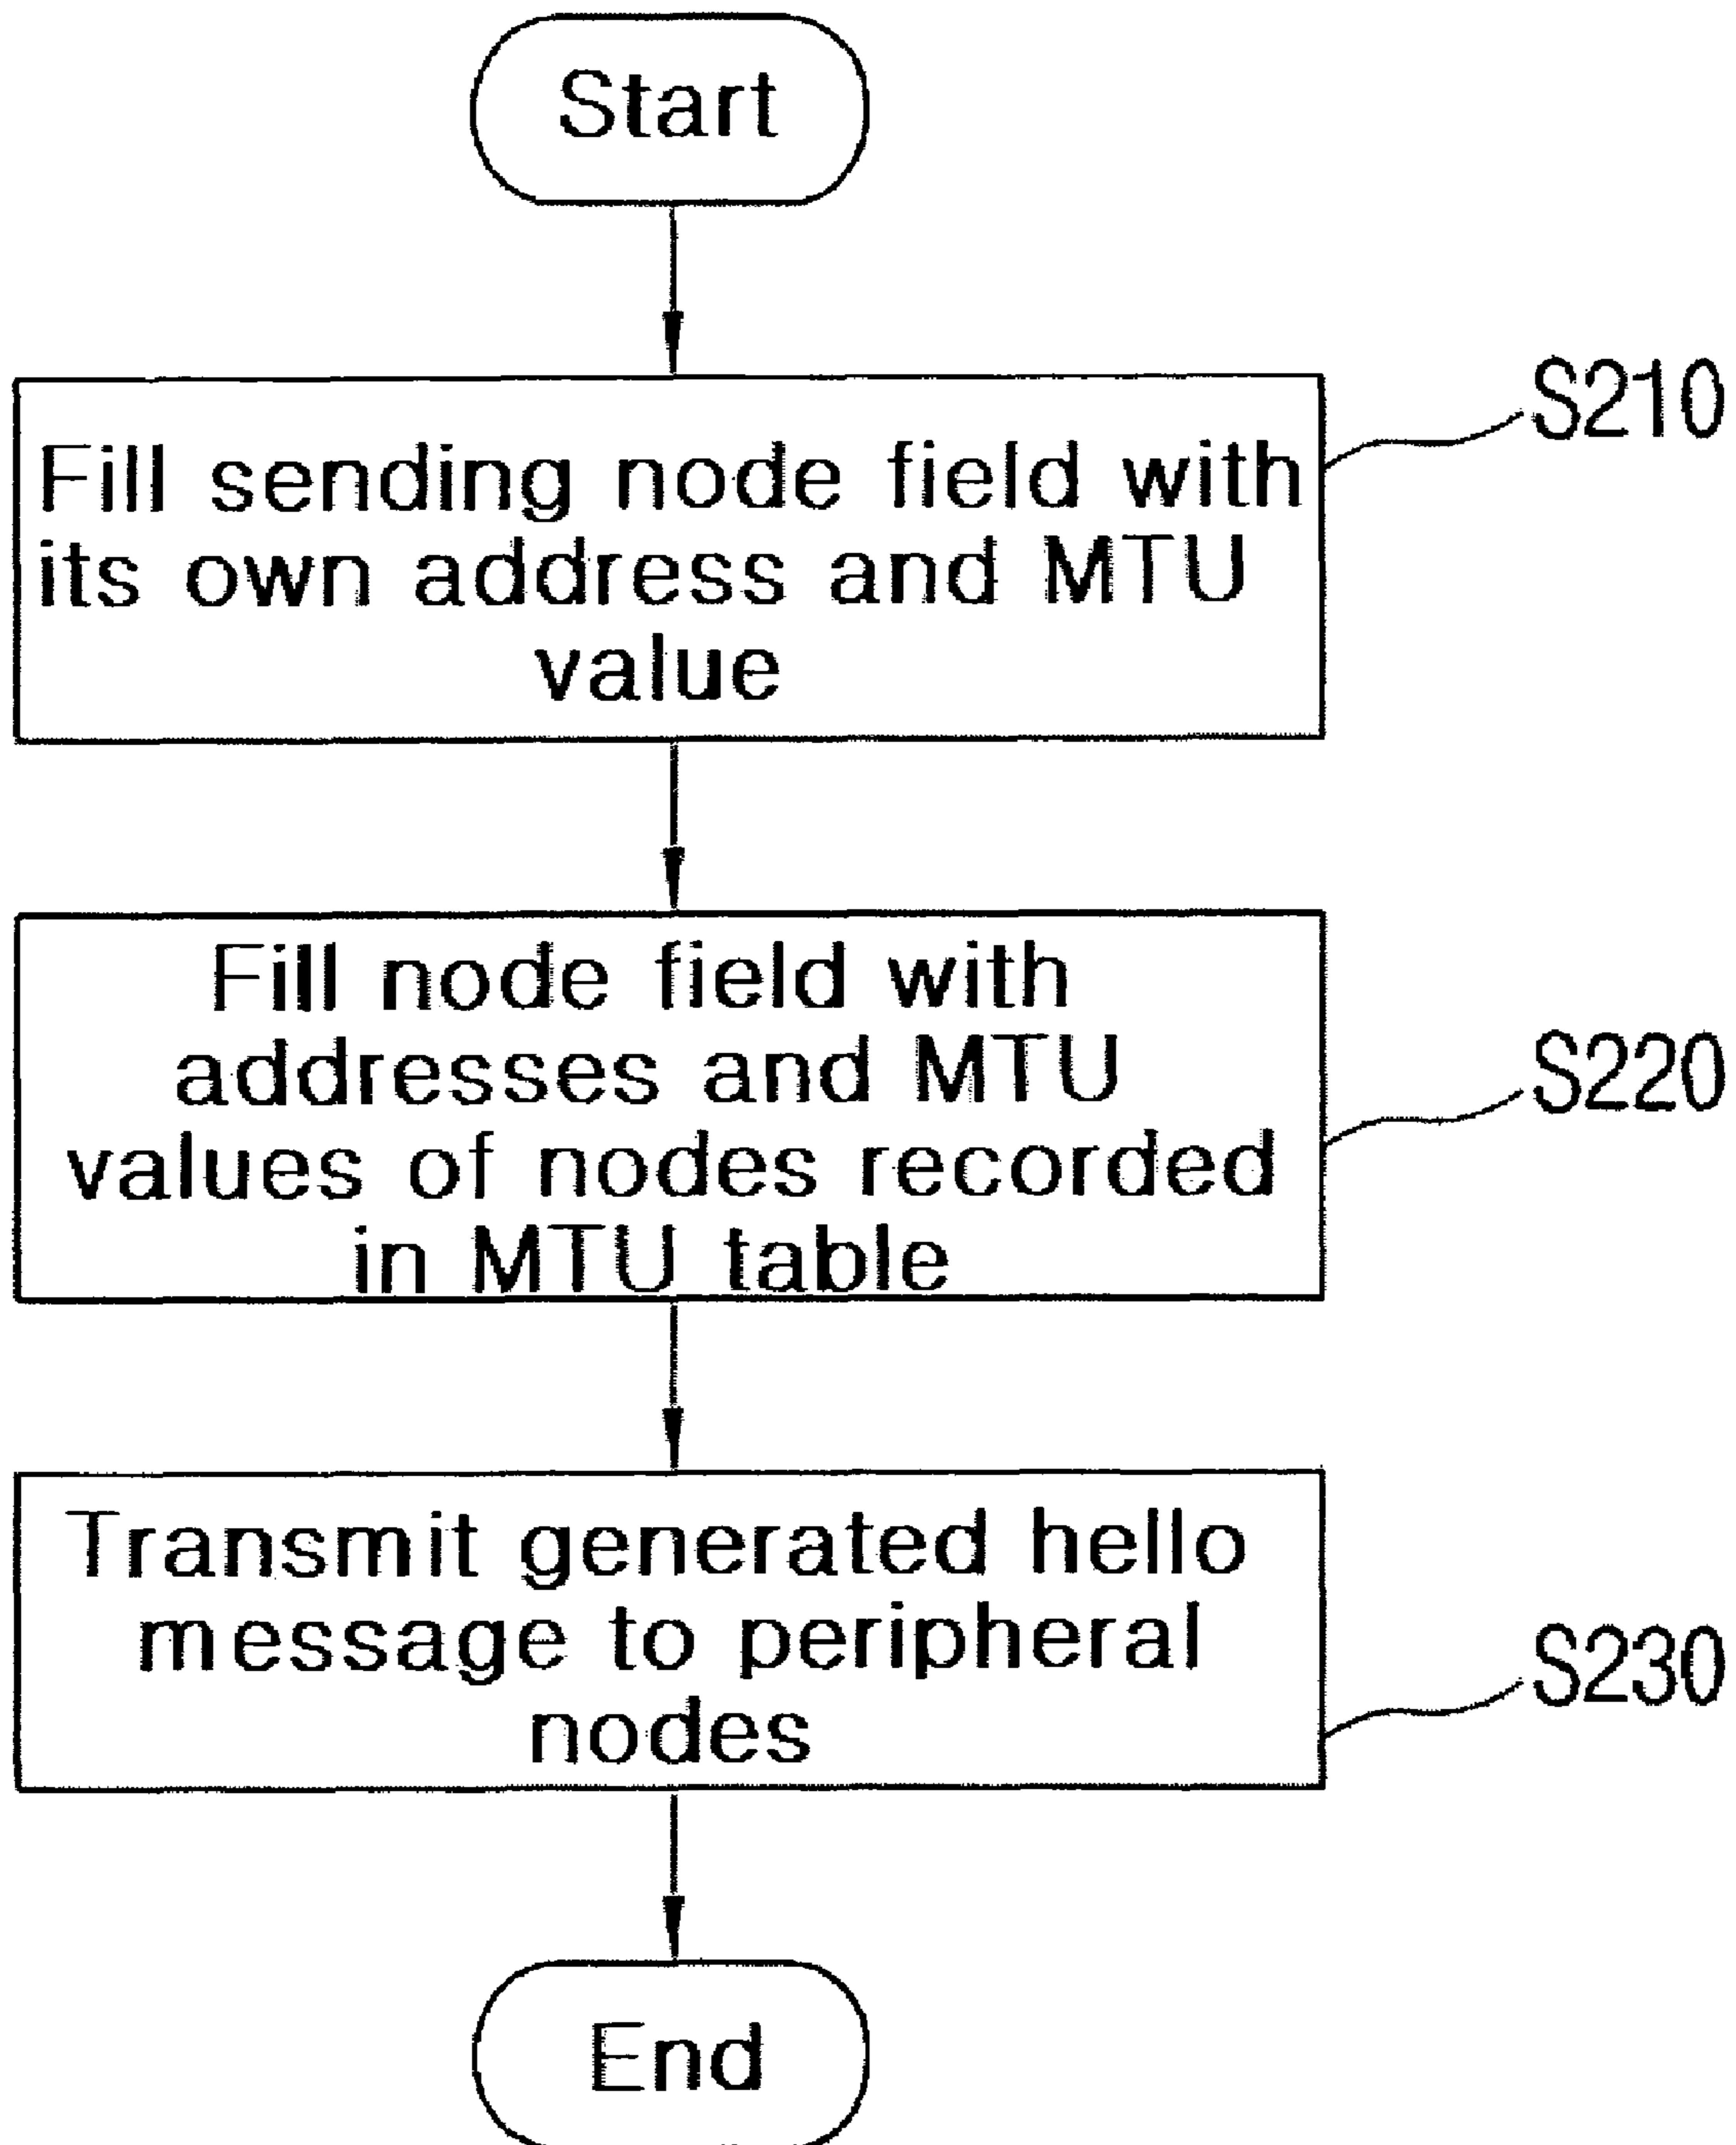 Start
S210
Fill sending node field with
its own address and MTU
value
Fill node field with
addresses and MTU
values of nodes recorded
in MTU table
S220
Transmit generated hello
message to peripheral
nodes
S230
End